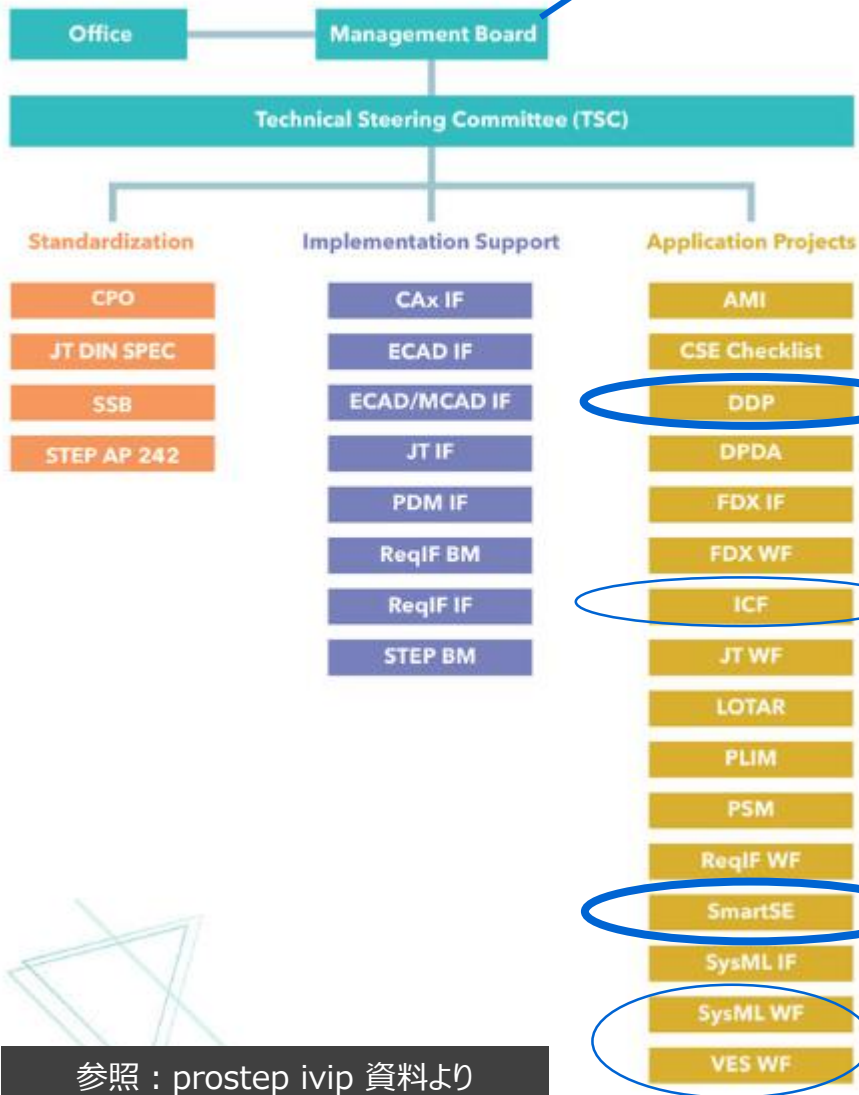 Office
Management Board
Technical Steering Committee (TSC)
Standardization
CPO
JT DIN SPEC
SSB
STEP AP 242
Implementation Support
CAx IF
ECAD IF
ECAD/MCAD IF
JT IF
PDM IF
ReqIF BM
ReqIF IF
STEP BM
Application Projects
AMI
CSE Checklist
DDP
DPDA
FDX IF
FDX WF
ICF
JT WF
LOTAR
PLIM
PSM
ReqIF WF
SmartSE
SysML IF
SysML WF
VES WF
参照：prostep ivip 資料より